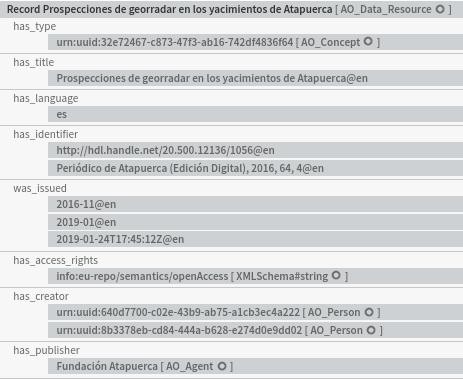 Record Prospecciones de georradar en los yacimientos de Atapuerca [ AO_Data_Resource ]
has_type
urn:uuid:32e72467-c873-47f3-ab16-742df4836f64 [ AO_Concept ]
has_title
Prospecciones de georradar en los yacimientos de Atapuerca@en
has_language
es
has_identifier
http://hdl.handle.net/20.500.12136/1056@en
Periódico de Atapuerca (Edición Digital), 2016, 64, 4@en
was_issued
2016-11@en
2019-01@en
2019-01-24T17:45:12Z@en
has_access_rights
info:eu-repo/semantics/openAccess [ XMLSchema#string ]
has_creator
urn:uuid:640d7700-c02e-43b9-ab75-a1cb3ec4a222 [ AO_Person ]
urn:uuid:8b3378eb-cd84-444a-b628-e274d0e9dd02 [ AO_Person ]
has_publisher
Fundación Atapuerca [ AO_Agent ]